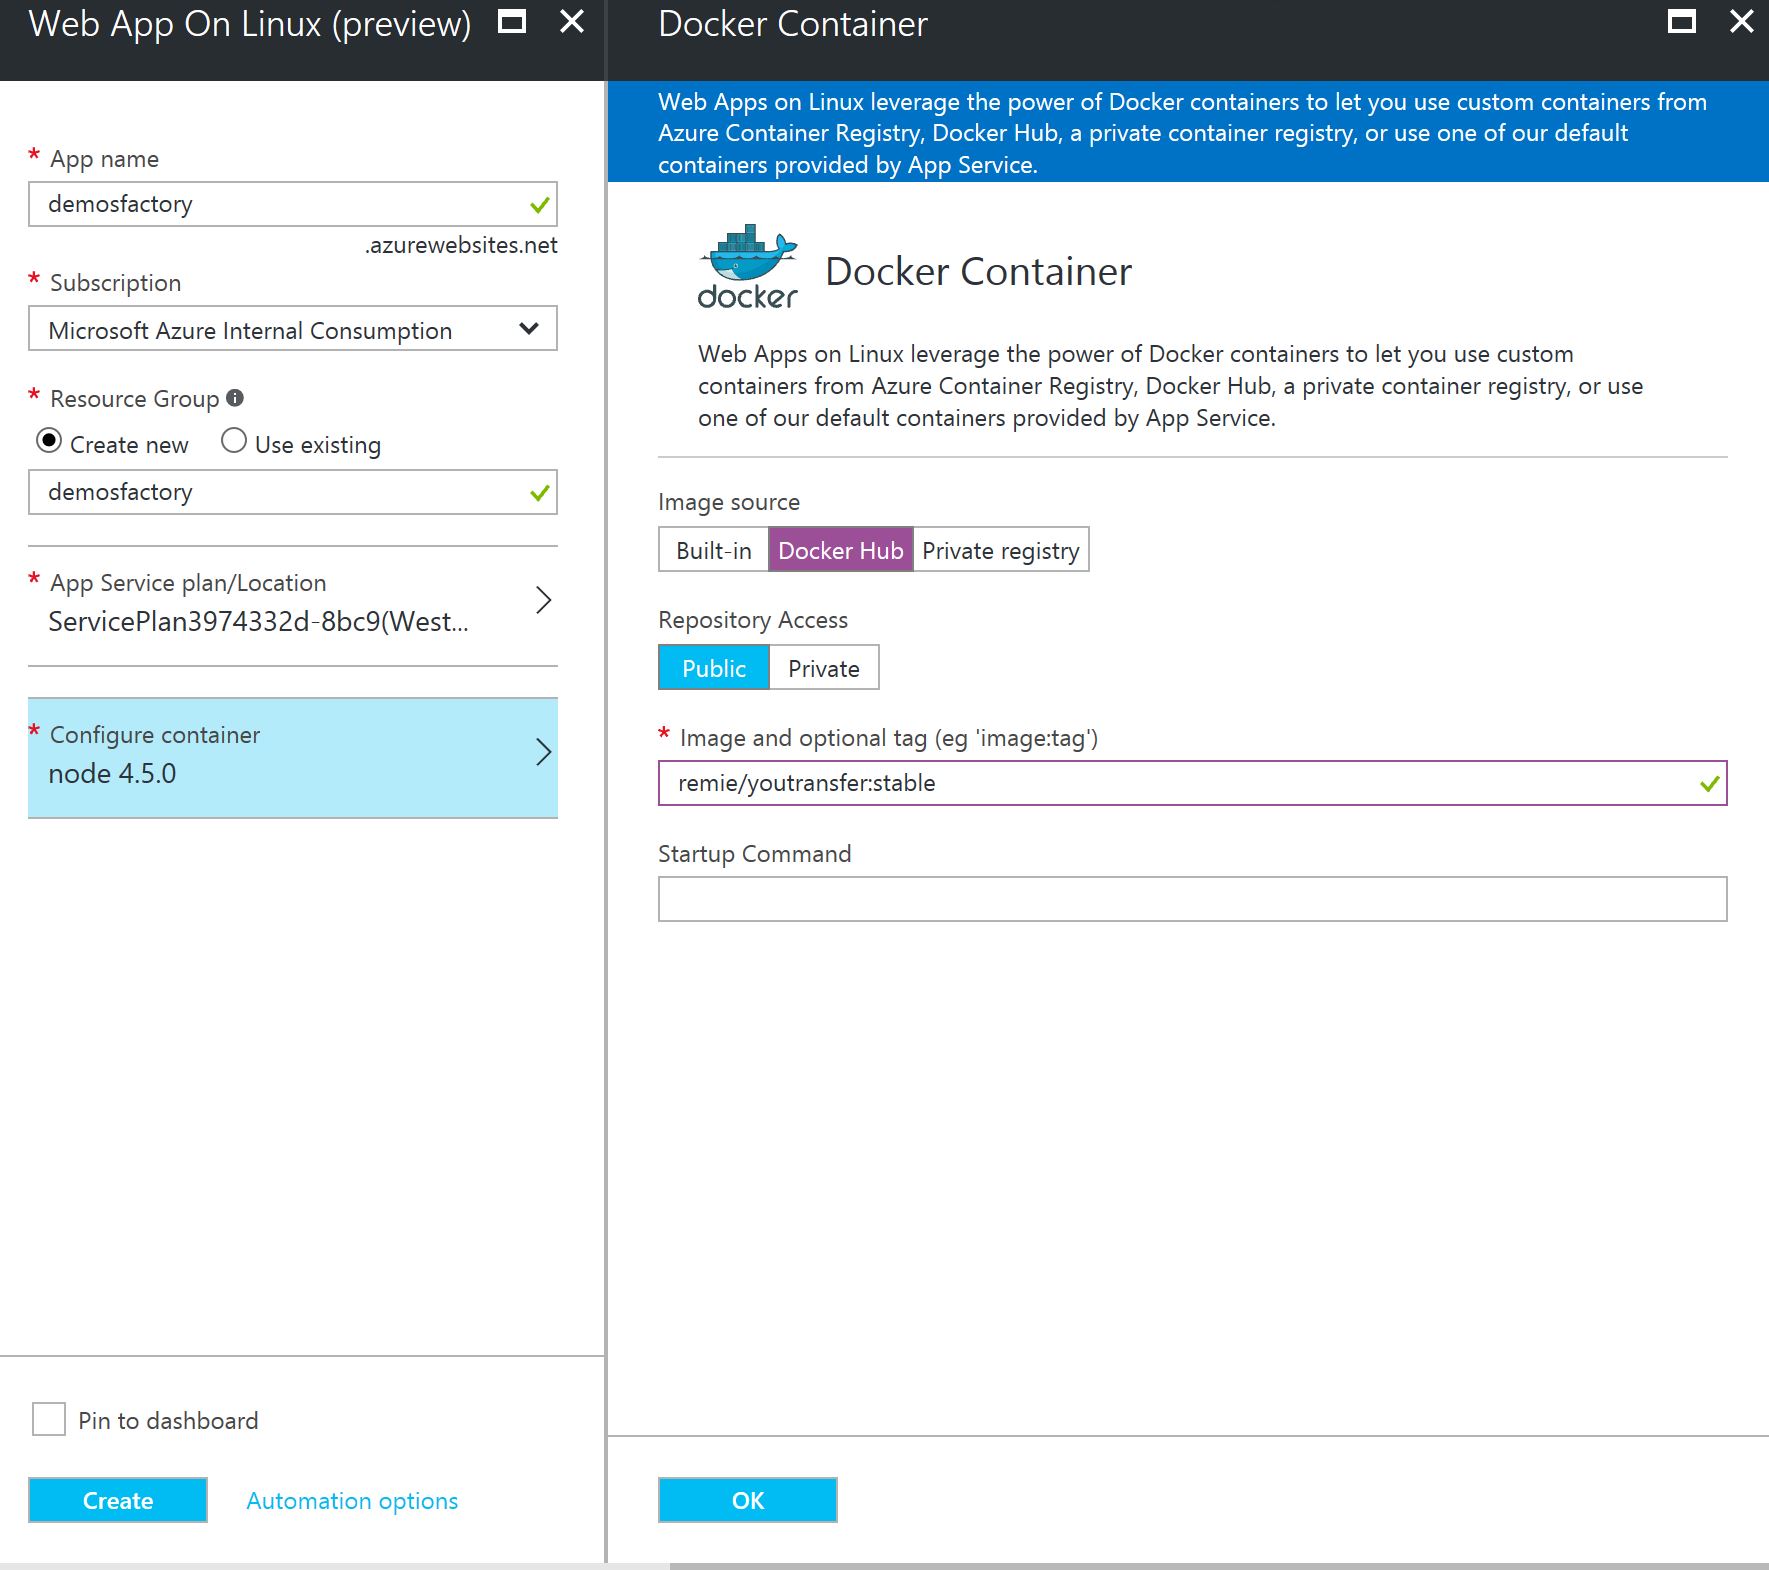 Web App On Linux (preview)
* App name
demosfactory
.azurewebsites.net
* Subscription
Microsoft Azure Internal Consumption
* Resource Group
Create new
Use existing
demosfactory
* App Service plan/Location
ServicePlan3974332d-8bc9(West...
* Configure container
node 4.5.0
Pin to dashboard
Create
Automation options
Docker Container
Web Apps on Linux leverage the power of Docker containers to let you use custom containers from
Azure Container Registry, Docker Hub, a private container registry, or use one of our default
containers provided by App Service.
docker
Docker Container
Web Apps on Linux leverage the power of Docker containers to let you use custom
containers from Azure Container Registry, Docker Hub, a private container registry, or use
one of our default containers provided by App Service.
Image source
Built-in
Docker Hub
Private registry
Repository Access
Public
Private
* Image and optional tag (eg 'image:tag')
remie/youtransfer:stable
Startup Command
OK